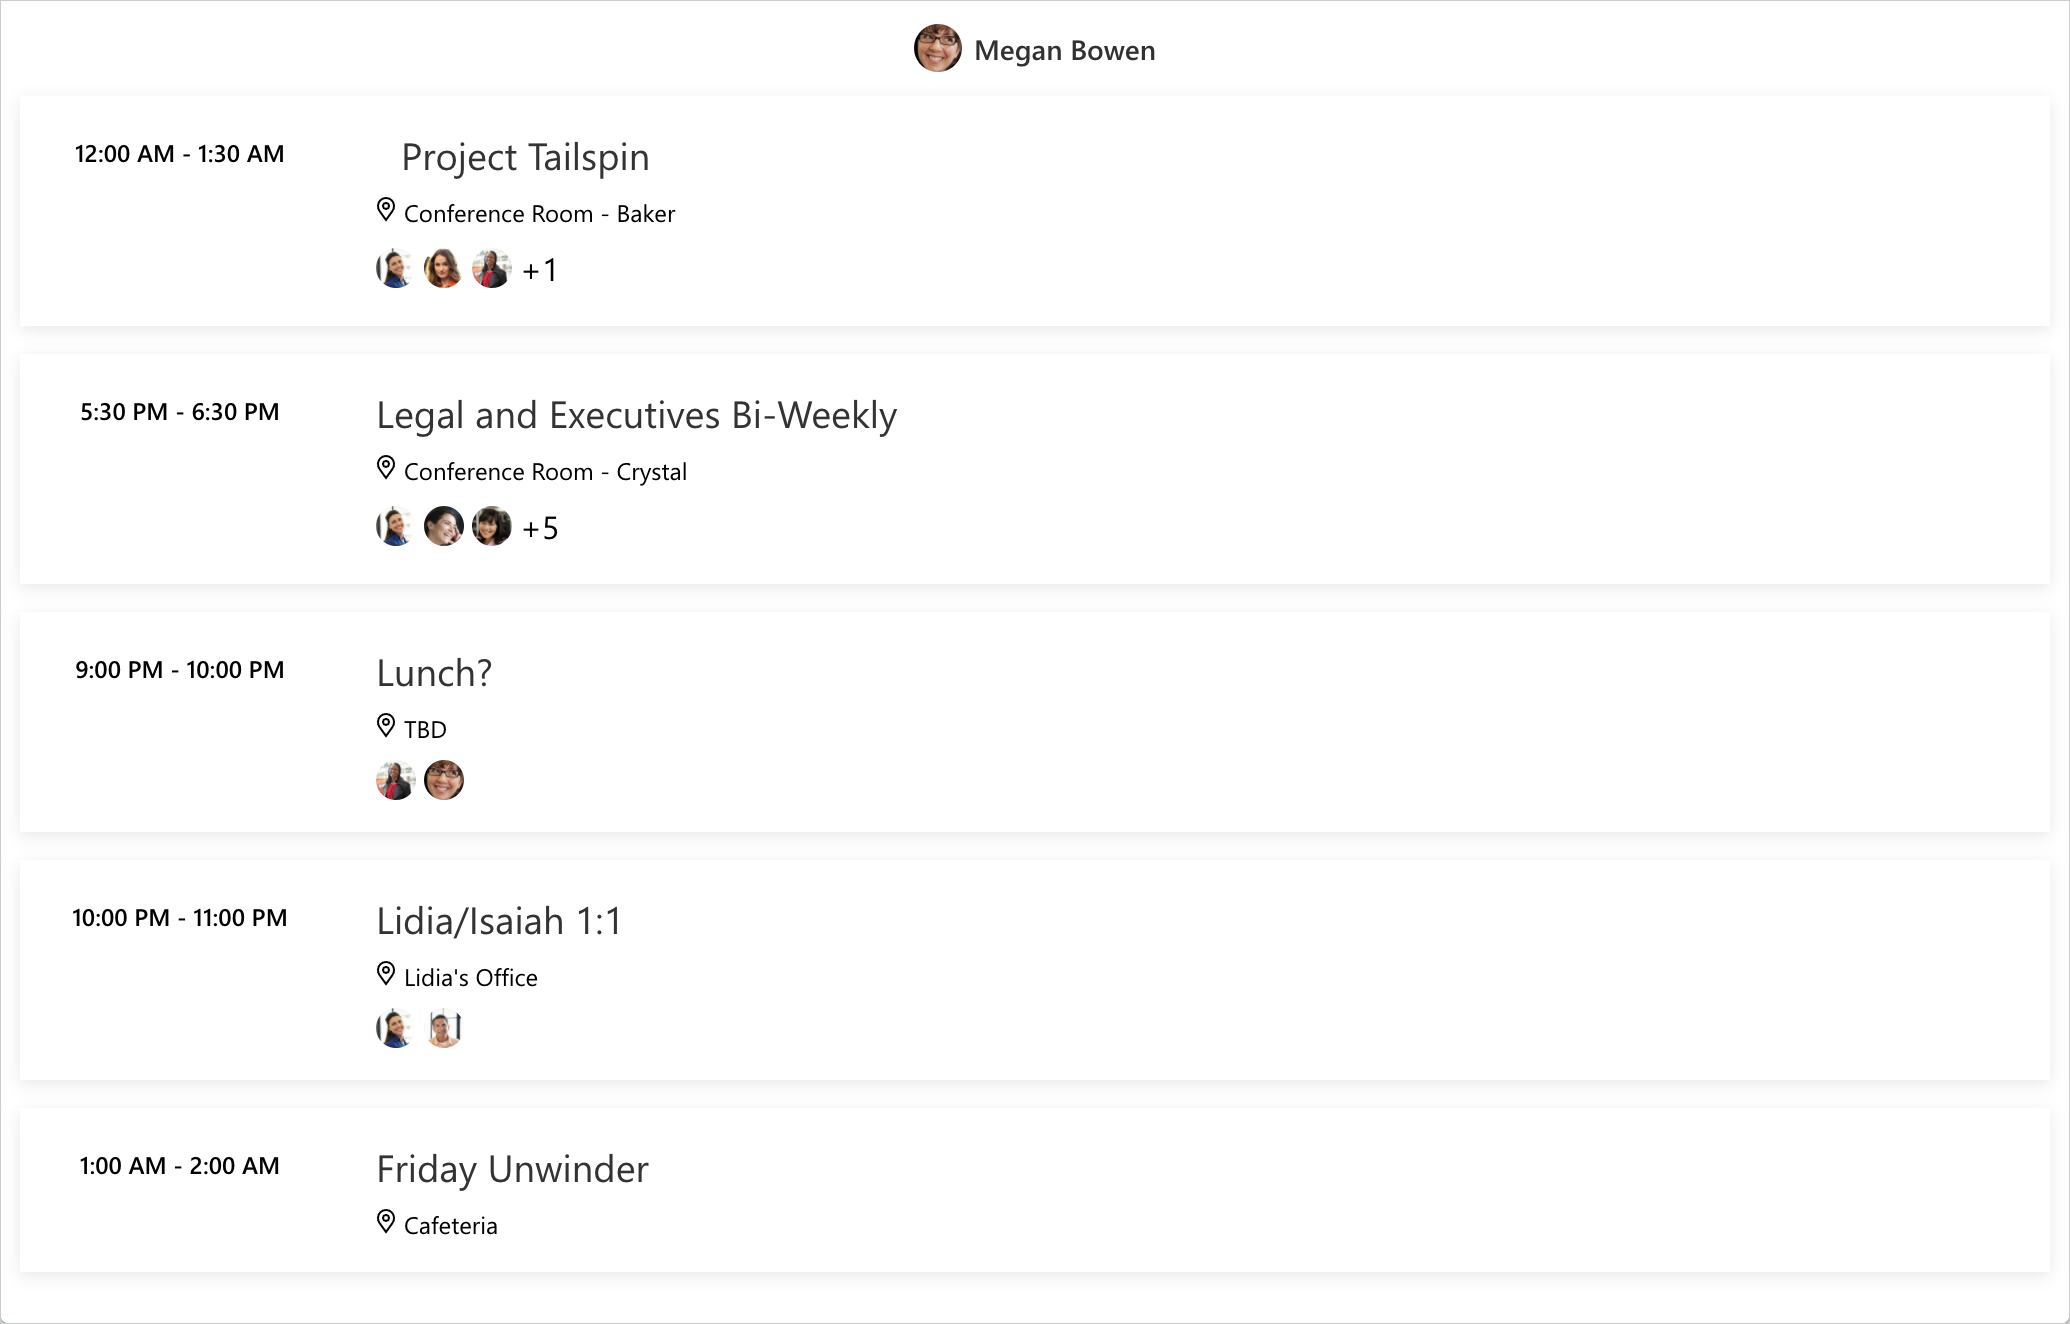 Megan Bowen
12:00 AM - 1:30 AM
Project Tailspin
Conference Room - Baker
+1
5:30 PM - 6:30 PM
Legal and Executives Bi-Weekly
Conference Room - Crystal
+5
9:00 PM - 10:00 PM
Lunch?
TBD
10:00 PM - 11:00 PM
Lidia/Isaiah 1:1
Lidia's Office
1:00 AM - 2:00 AM
Friday Unwinder
Cafeteria